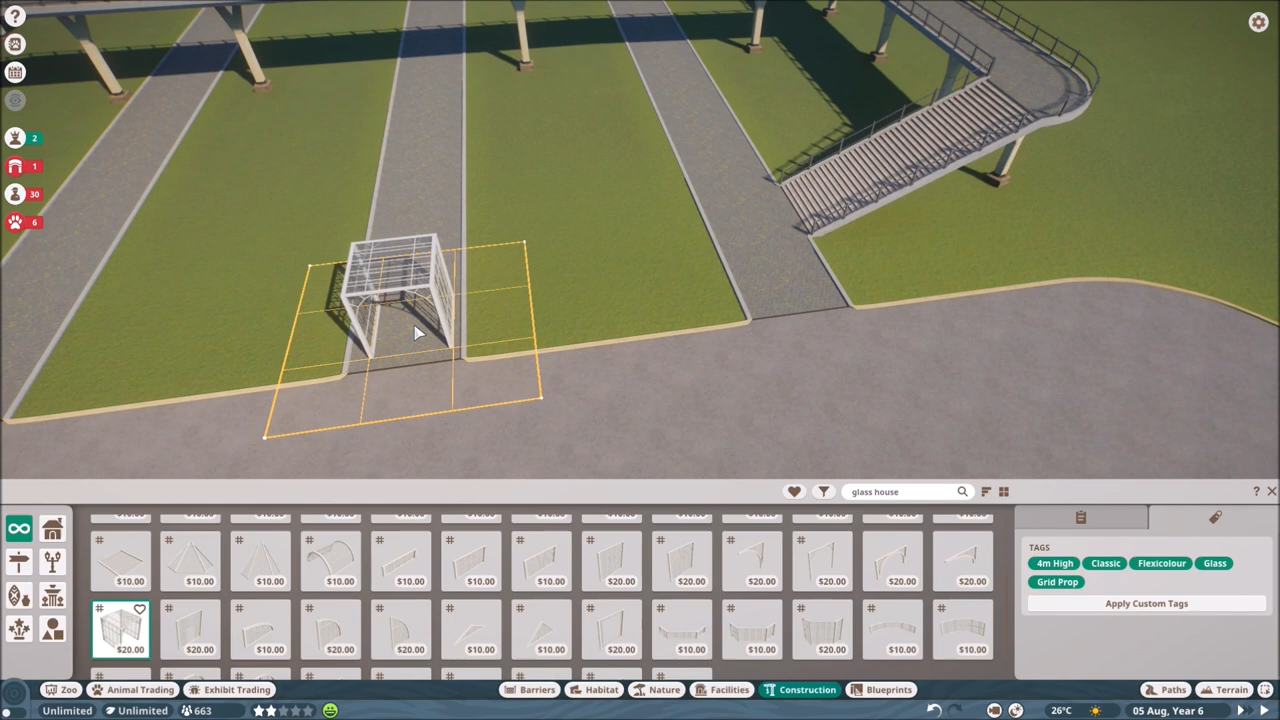 ?
2
1
30
6
glass house
? ×
# $10.00 # $10.00 # $10.00 # $10.00 # $10.00 # $10.00 # $10.00 # $20.00 # $20.00 # $20.00 # $20.00 # $20.00 # $20.00
# $20.00 # $20.00 # $10.00 # $20.00 # $20.00 # $10.00 # $10.00 # $20.00 # $10.00 # $10.00 # $20.00 # $10.00 # $10.00
TAGS
4m High Classic Flexicolour Glass
Grid Prop
Apply Custom Tags
Zoo Animal Trading Exhibit Trading Barriers Habitat Nature Facilities Construction Blueprints Paths Terrain
Unlimited Unlimited 663 26°C 05 Aug, Year 6